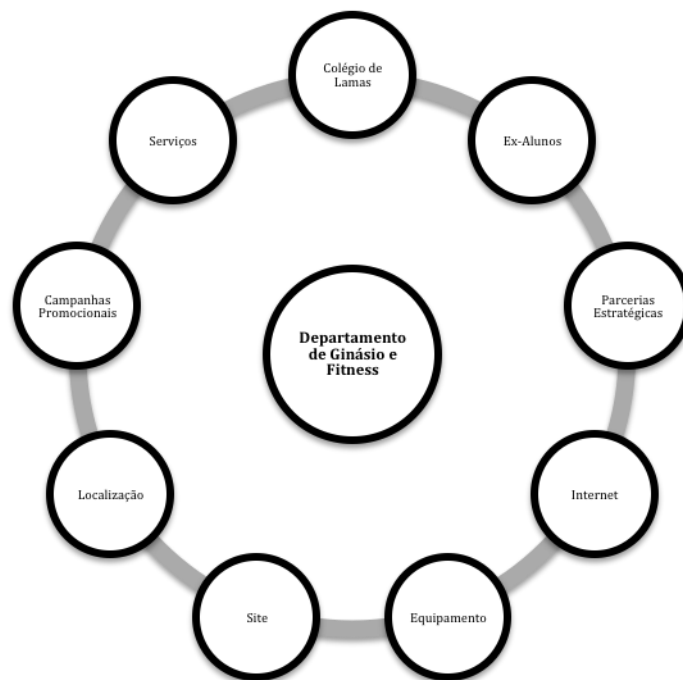 Colégio de
Lamas
Ex-Alunos
Parcerias
Estratégicas
Internet
Equipamento
Site
Localização
Campanhas
Promocionais
Serviços
Departamento
de Ginásio e
Fitness